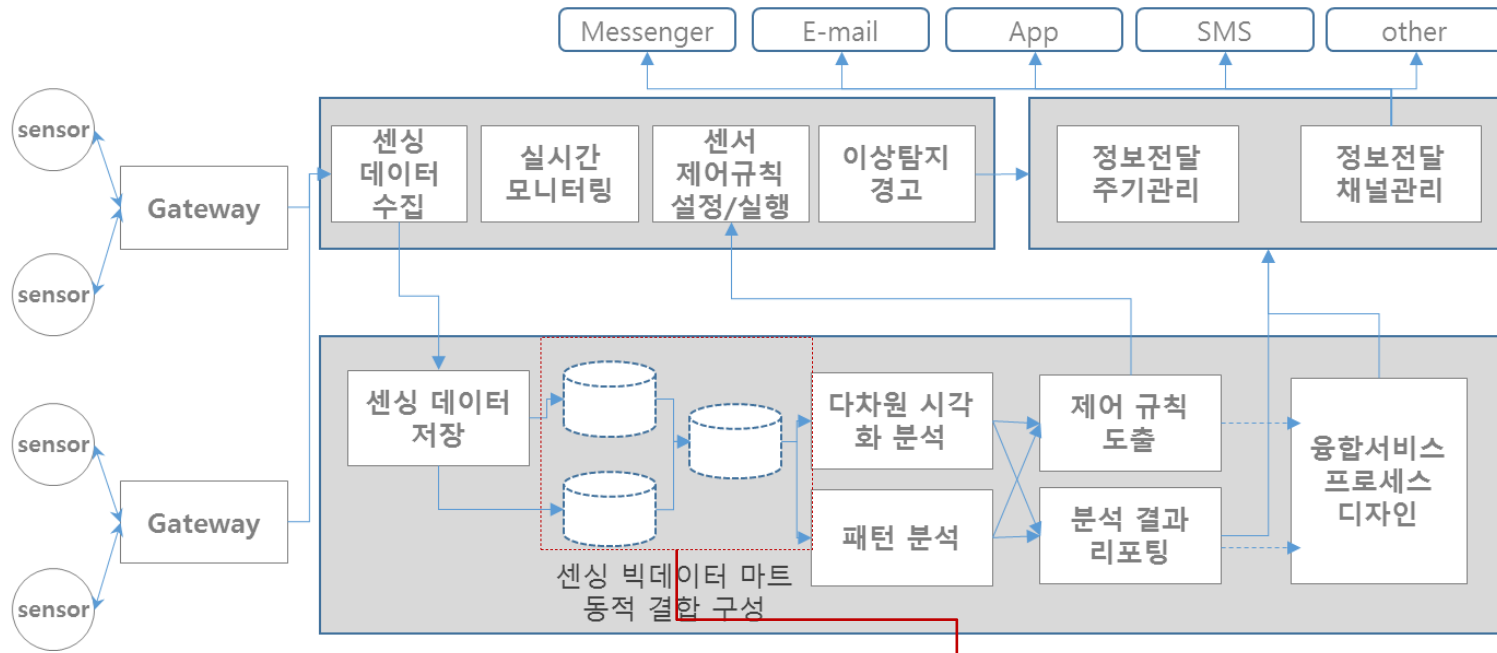 Messenger
E-mail
App
SMS
other
sensor
sensor
Gateway
센싱
데이터
수집
실시간
모니터링
센서
제어규칙
설정/실행
이상탐지
경고
정보전달
주기관리
정보전달
채널관리
sensor
sensor
Gateway
센싱 데이터
저장
센싱 빅데이터 마트
동적 결합 구성
다차원 시각
화 분석
패턴 분석
제어 규칙
도출
분석 결과
리포팅
융합서비스
프로세스
디자인